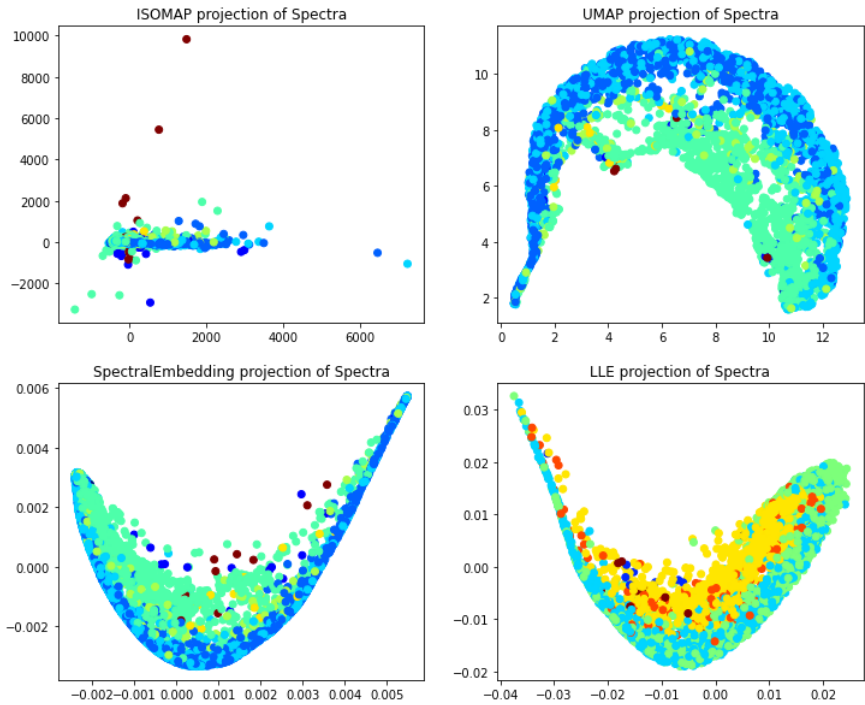 ISOMAP projection of Spectra
10000
8000
6000
4000
2000
0
−2000
0 2000 4000 6000
UMAP projection of Spectra
10
8
6
4
2
0 2 4 6 8 10 12
SpectralEmbedding projection of Spectra
0.006
0.004
0.002
0.000
−0.002
−0.002 −0.001 0.000 0.001 0.002 0.003 0.004 0.005
LLE projection of Spectra
0.03
0.02
0.01
0.00
−0.01
−0.02
−0.04 −0.03 −0.02 −0.01 0.00 0.01 0.02